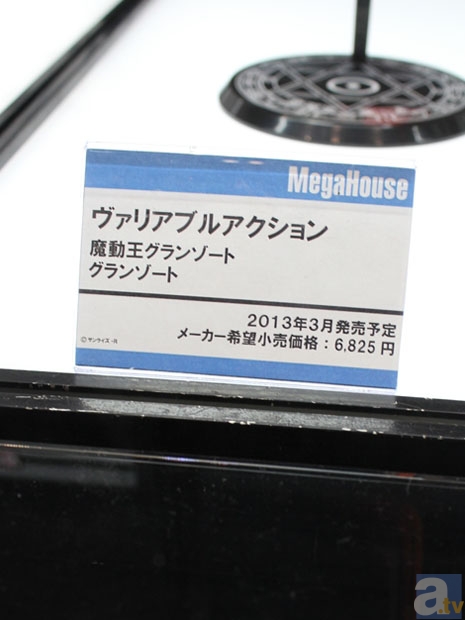 MegaHouse
ヴァリアブルアクション
魔動王グランゾート
グランゾート
2013年3月発売予定
メーカー希望小売価格：6,825円
©サンライズ・R
a.tv